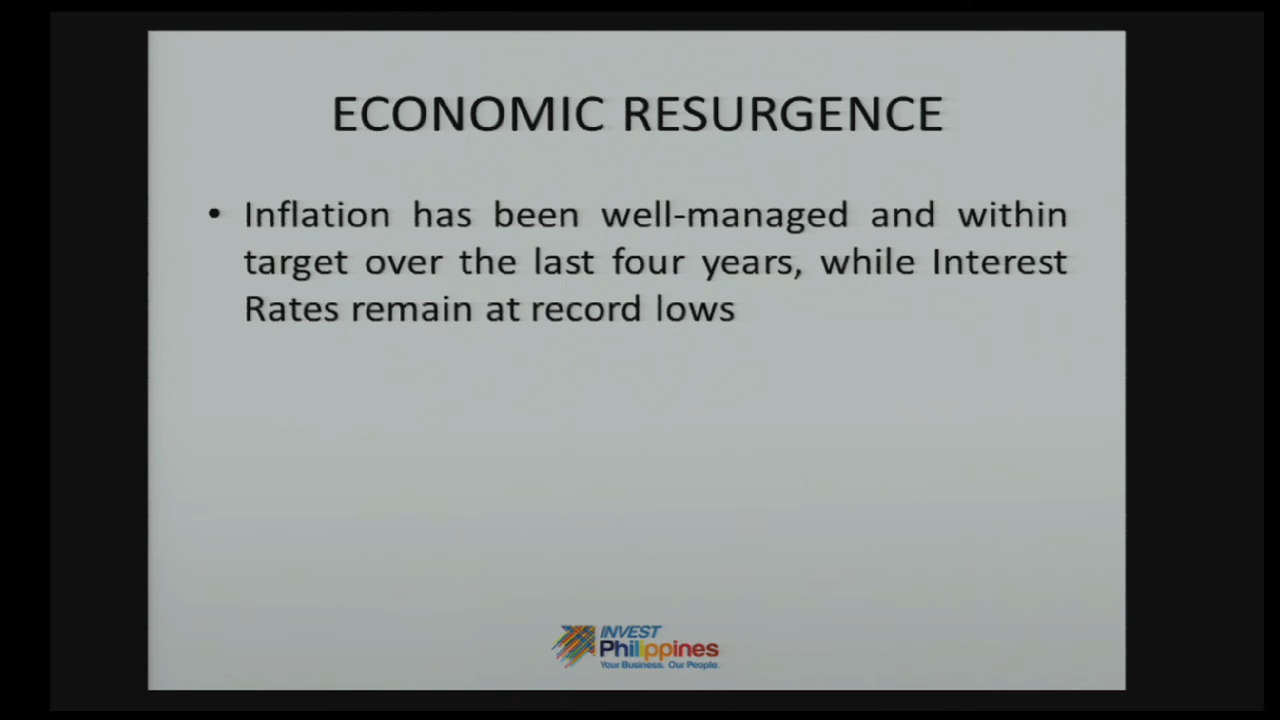 ECONOMIC RESURGENCE
• Inflation has been well-managed and within
target over the last four years, while Interest
Rates remain at record lows
INVEST
Philippines
Your Business. Our People.